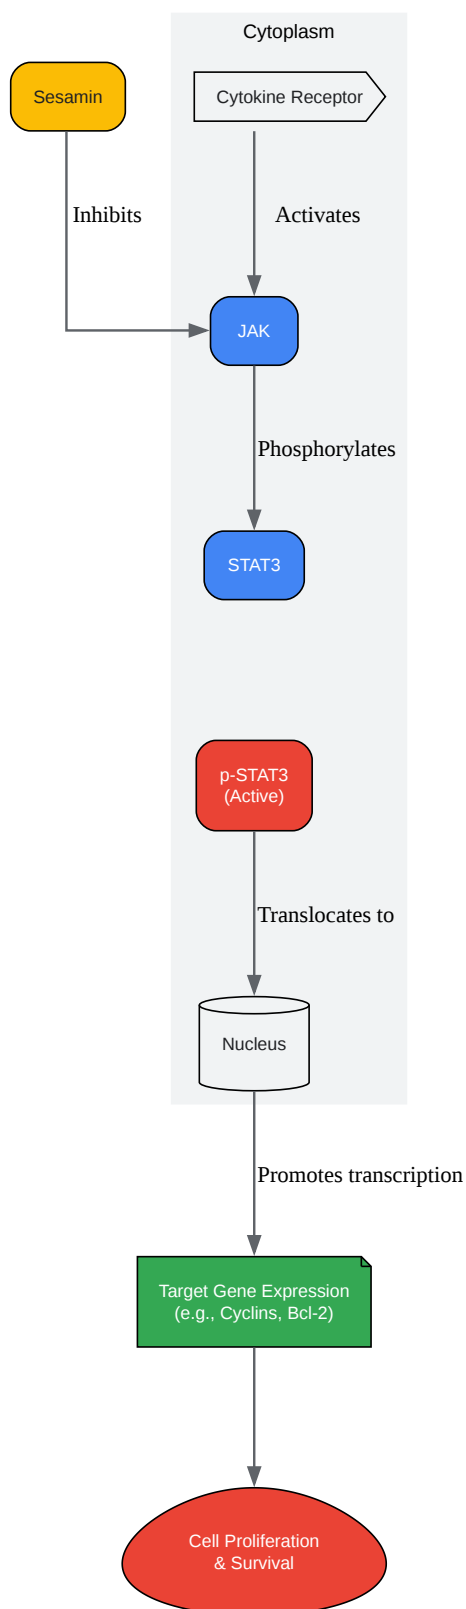 Cytoplasm
Sesamin
Cytokine Receptor
Inhibits
Activates
JAK
Phosphorylates
STAT3
p-STAT3
(Active)
Translocates to
Nucleus
Promotes transcription
Target Gene Expression
(e.g., Cyclins, Bcl-2)
Cell Proliferation
& Survival